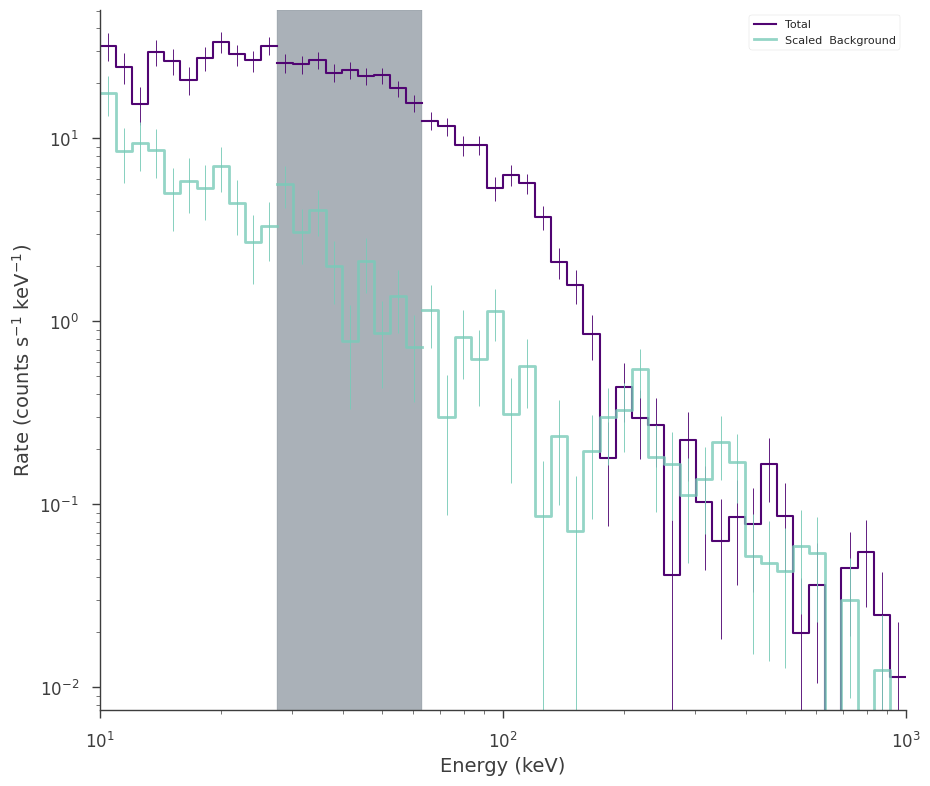 Total
Scaled  Background
Rate (counts s⁻¹ keV⁻¹)
10¹
10⁰
10⁻¹
10⁻²
10¹ 10² 10³
Energy (keV)